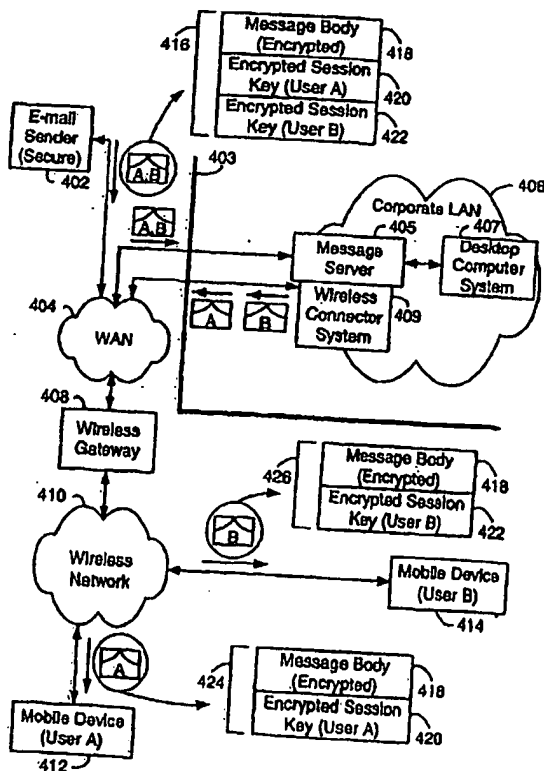 416
Message Body
(Encrypted)
418
Encrypted Session
Key (User A)
420
Encrypted Session
Key (User B)
422
E-mail
Sender
(Secure)
402
A,B
403
A,B
406
Corporate LAN
405
407
Message
Server
Desktop
Computer
System
Wireless
Connector
System
409
A
B
404
WAN
408
Wireless
Gateway
410
Wireless
Network
426
Message Body
(Encrypted)
418
Encrypted Session
Key (User B)
422
B
Mobile Device
(User B)
414
A
424
Message Body
(Encrypted)
418
Encrypted Session
Key (User A)
420
Mobile Device
(User A)
412